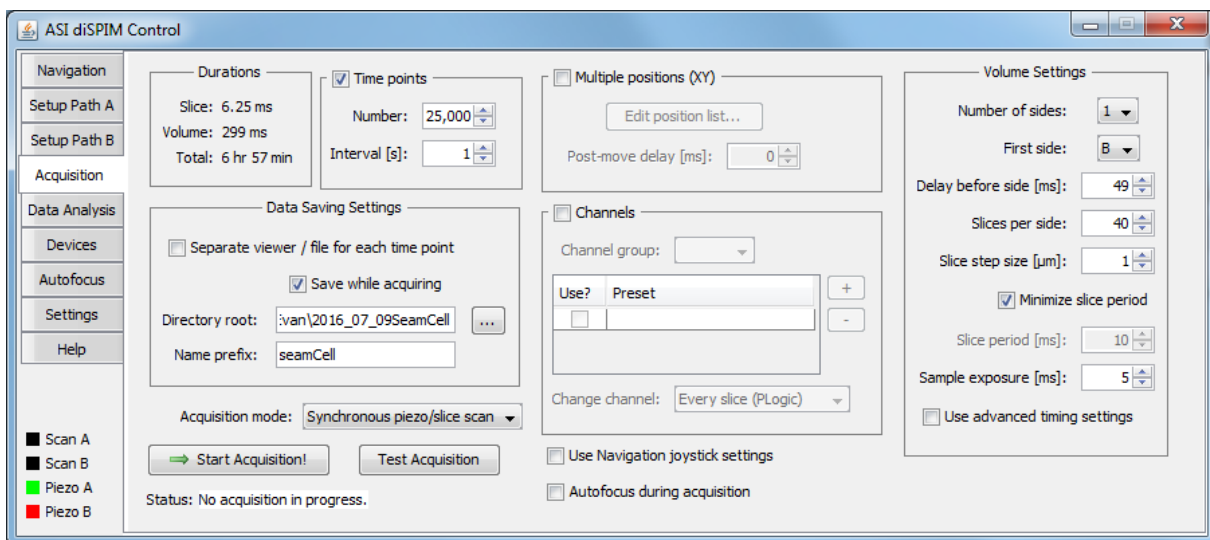 ASI diSPIM Control
Navigation
Setup Path A
Setup Path B
Acquisition
Data Analysis
Devices
Autofocus
Settings
Help
Scan A
Scan B
Piezo A
Piezo B
Durations
Slice: 6.25 ms
Volume: 299 ms
Total: 6 hr 57 min
Time points
Number: 25,000
Interval [s]: 1
Data Saving Settings
Separate viewer / file for each time point
Save while acquiring
Directory root: :van\2016_07_09SeamCell ...
Name prefix: seamCell
Acquisition mode: Synchronous piezo/slice scan
Start Acquisition! Test Acquisition
Status: No acquisition in progress.
Multiple positions (XY)
Edit position list...
Post-move delay [ms]: 0
Channels
Channel group:
Use? Preset
+
-
Change channel: Every slice (PLogic)
Use Navigation joystick settings
Autofocus during acquisition
Volume Settings
Number of sides: 1
First side: B
Delay before side [ms]: 49
Slices per side: 40
Slice step size [µm]: 1
Minimize slice period
Slice period [ms]: 10
Sample exposure [ms]: 5
Use advanced timing settings